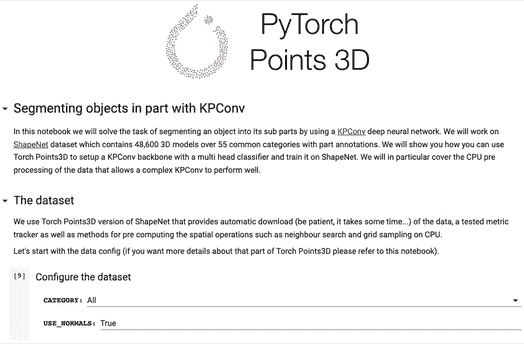 PyTorch
Points 3D
Segmenting objects in part with KPConv
In this notebook we will solve the task of segmenting an object into its sub parts by using a KPConv deep neural network. We will work on
ShapeNet dataset which contains 48,600 3D models over 55 common categories with part annotations. We will show you how you can use
Torch Points3D to setup a KPConv backbone with a multi head classifier and train it on ShapeNet. We will in particular cover the CPU pre
processing of the data that allows a complex KPConv to perform well.
The dataset
We use Torch Points3D version of ShapeNet that provides automatic download (be patient, it takes some time...) of the data, a tested metric
tracker as well as methods for pre computing the spatial operations such as neighbour search and grid sampling on CPU.
Let's start with the data config (if you want more details about that part of Torch Points3D please refer to this notebook).
[9] Configure the dataset
CATEGORY: All
USE_NORMALS: True